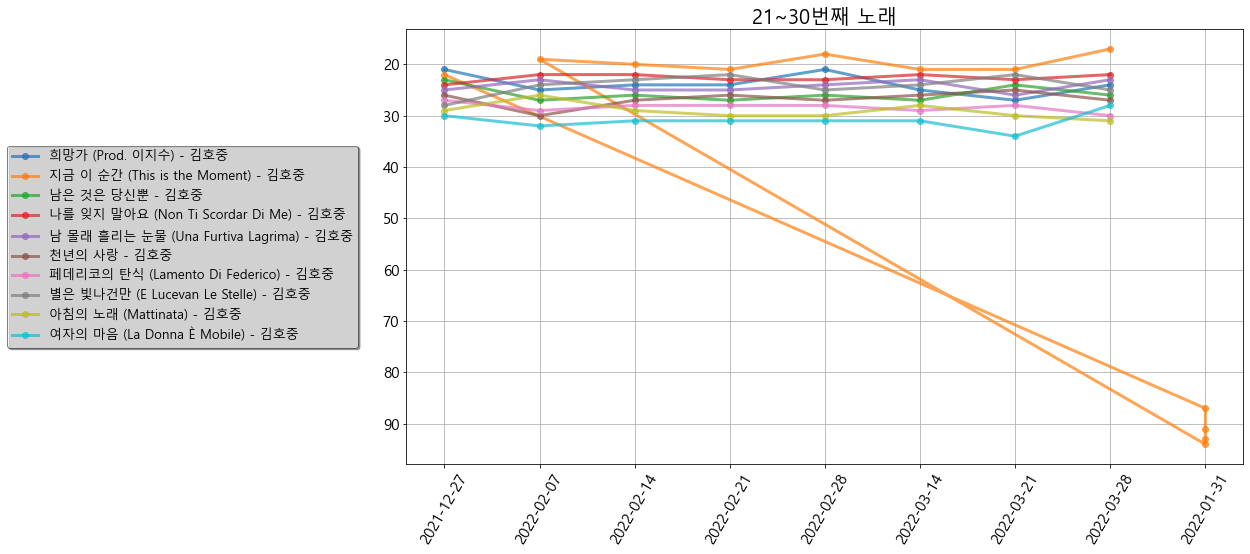 21~30번째 노래
희망가 (Prod. 이지수) - 김호중
지금 이 순간 (This is the Moment) - 김호중
남은 것은 당신뿐 - 김호중
나를 잊지 말아요 (Non Ti Scordar Di Me) - 김호중
남 몰래 흘리는 눈물 (Una Furtiva Lagrima) - 김호중
천년의 사랑 - 김호중
페데리코의 탄식 (Lamento Di Federico) - 김호중
별은 빛나건만 (E Lucevan Le Stelle) - 김호중
아침의 노래 (Mattinata) - 김호중
여자의 마음 (La Donna È Mobile) - 김호중
20
30
40
50
60
70
80
90
2021-12-27
2022-02-07
2022-02-14
2022-02-21
2022-02-28
2022-03-14
2022-03-21
2022-03-28
2022-01-31